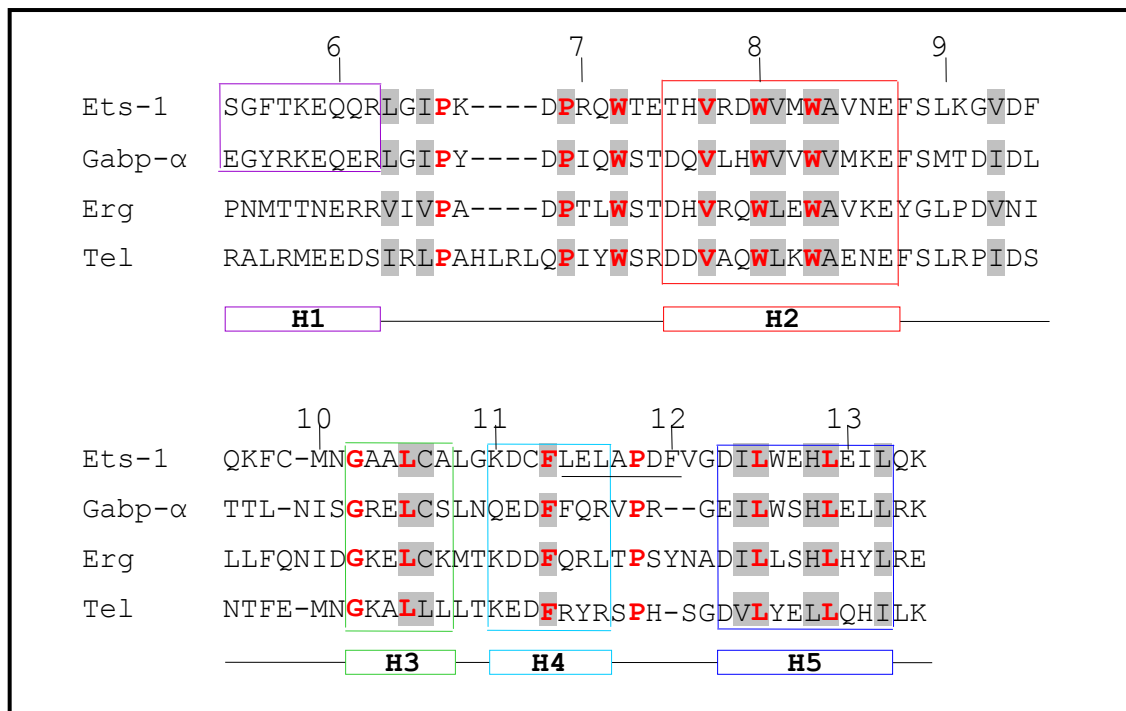 6 7 8 9
Ets-1 SGFTKEQQRLGIPK----DPRQWTETHVRDWVMWAVNEFSLKGVDF
Gabp-α EGYRKEQERLGIPY----DPIQWSTDQVLHWVVWVMKEFSMTDIDL
Erg PNMTTNERRVIVPA----DPTLWSTDHVRQWLEWAVKEYGLPDVNI
Tel RALRMEEDSIRLPAHLRLQPIYWSRDDVAQWLKWAENEFSLRPIDS
H1 H2
10 11 12 13
Ets-1 QKFC-MNGAALCALGKDCFLELAPDFVGDILWEHLEILQK
Gabp-α TTL-NISGRELCSLNQEDFFQRVPR--GEILWSHLELLRK
Erg LLFQNIDGKELCKMTKDDFQRLTPSYNADILLSHLHYLRE
Tel NTFE-MNGKALLLLTKEDFRYRSPHS-SGDVLYELLQHILK
H3 H4 H5